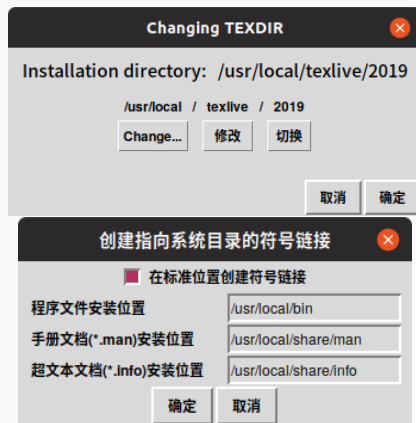 Changing TEXDIR
Installation directory: /usr/local/texlive/2019
/usr/local / texlive / 2019
Change... 修改 切换
取消 确定
创建指向系统目录的符号链接
在标准位置创建符号链接
程序文件安装位置 /usr/local/bin
手册文档(*.man)安装位置 /usr/local/share/man
超文本文档(*.info)安装位置 /usr/local/share/info
确定 取消